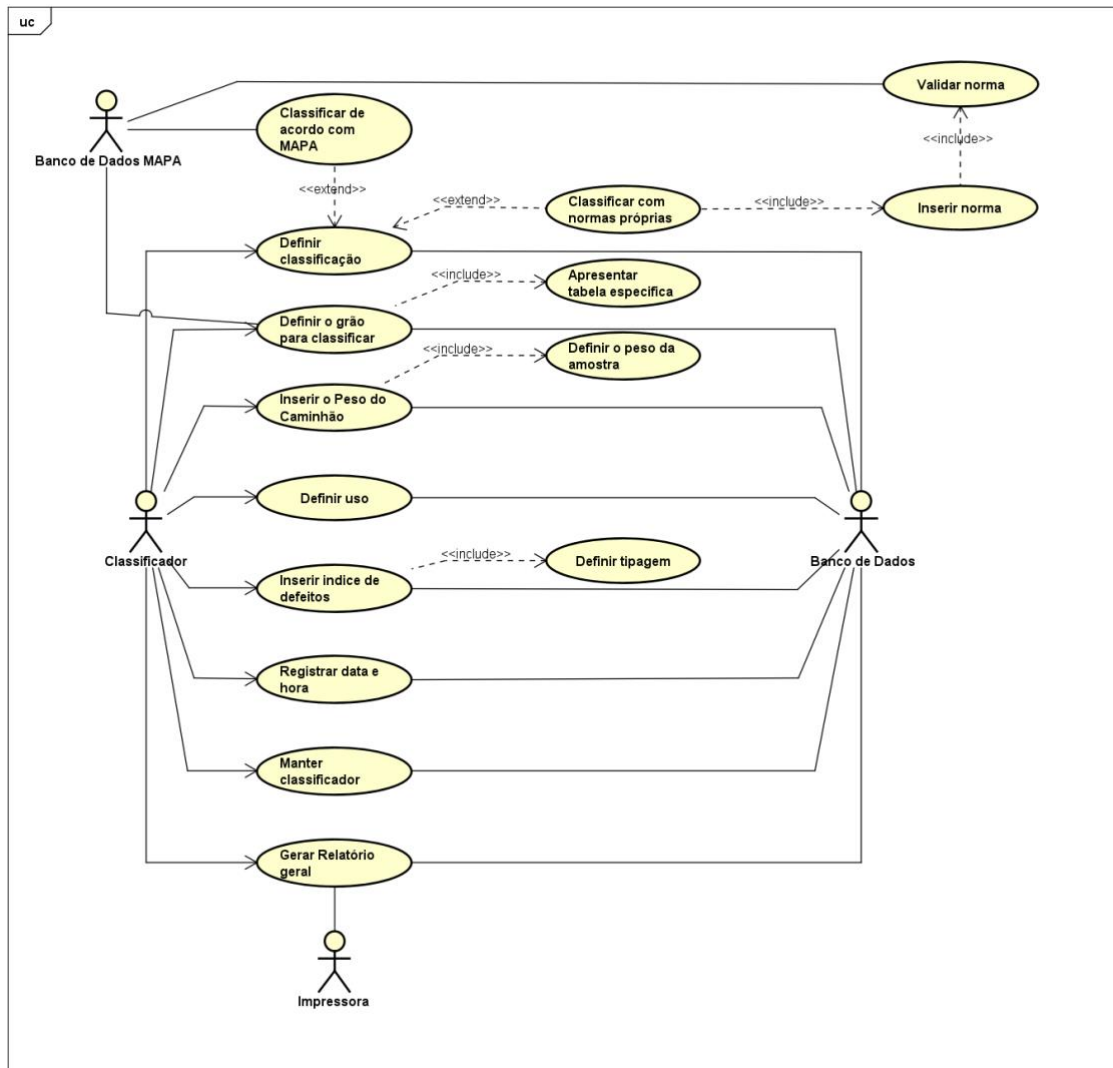 uc
Validar norma
Classificar de
acordo com
MAPA
Banco de Dados MAPA
<<include>>
<<extend>>
<<extend>>
Classificar com
normas próprias
<<include>>
Inserir norma
Definir
classificação
<<include>>
Apresentar
tabela especifica
Definir o grão
para classificar
<<include>>
Definir o peso da
amostra
Inserir o Peso do
Caminhão
Definir uso
Classificador
Banco de Dados
<<include>>
Definir tipagem
Inserir indice de
defeitos
Registrar data e
hora
Manter
classificador
Gerar Relatório
geral
Impressora